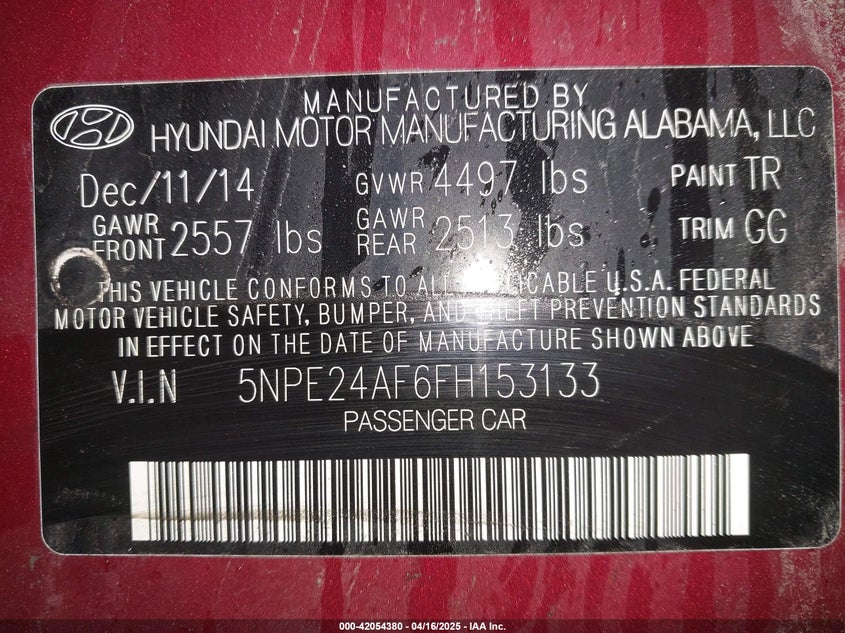 MANUFACTURED BY
HYUNDAI MOTOR MANUFACTURING ALABAMA, LLC
Dec/11/14 GVWR 4497 lbs PAINT TR
GAWR FRONT 2557 lbs GAWR REAR 2513 lbs TRIM GG
THIS VEHICLE CONFORMS TO ALL APPLICABLE U.S.A. FEDERAL
MOTOR VEHICLE SAFETY, BUMPER, AND THEFT PREVENTION STANDARDS
IN EFFECT ON THE DATE OF MANUFACTURE SHOWN ABOVE
V.I.N 5NPE24AF6FH153133
PASSENGER CAR
000-42054380 - 04/16/2025 - IAA Inc.